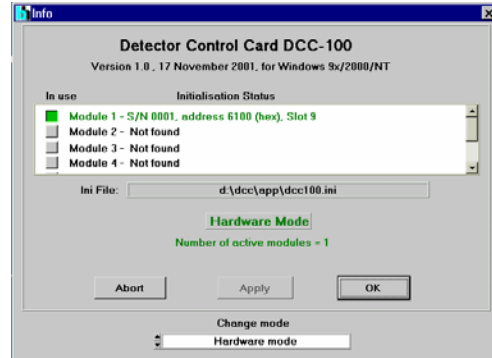 Info
Detector Control Card DCC-100
Version 1.0 , 17 November 2001, for Windows 9x/2000/NT
In use Initialisation Status
Module 1 - S/N 0001, address 6100 (hex), Slot 9
Module 2 - Not found
Module 3 - Not found
Module 4 - Not found
Ini File: d:\dcc\app\dcc100.ini
Hardware Mode
Number of active modules = 1
Abort Apply OK
Change mode
Hardware mode